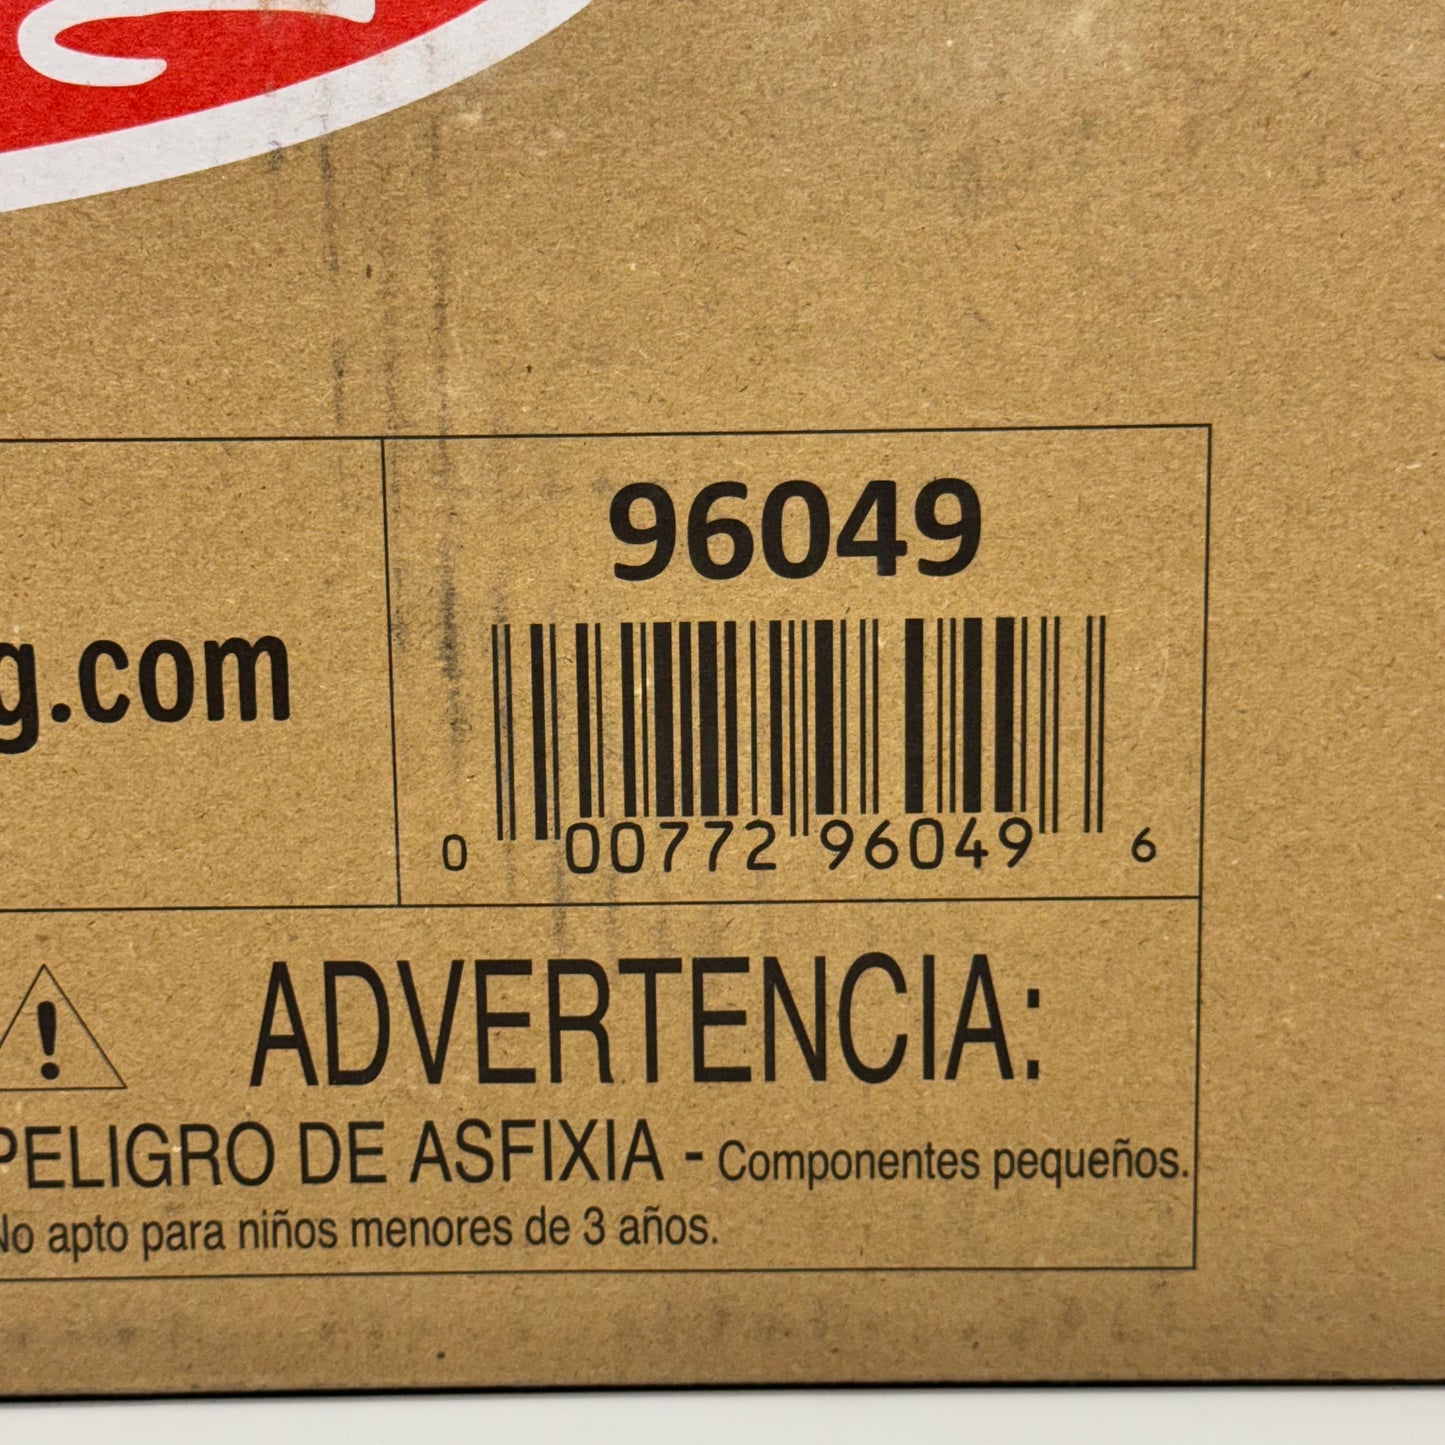 96049
g.com
0 00772 96049 6
ADVERTENCIA:
PELIGRO DE ASFIXIA - Componentes pequeños.
No apto para niños menores de 3 años.